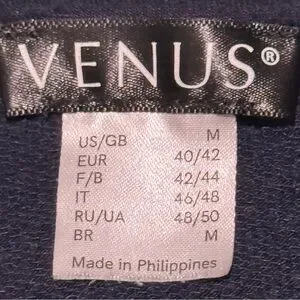 VENUS®
US/GB M
EUR 40/42
F/B 42/44
IT 46/48
RU/UA 48/50
BR M
Made in Philippines